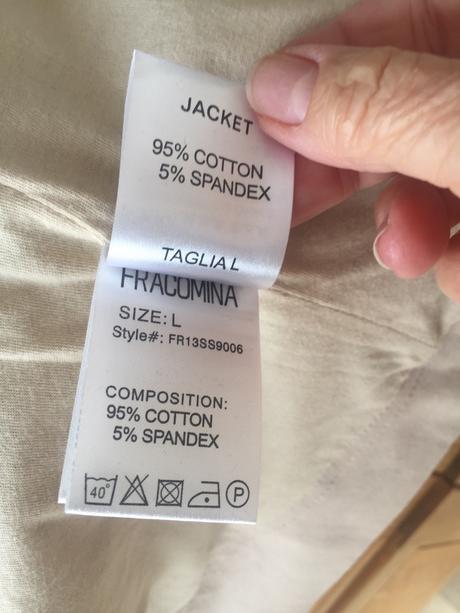 JACKET
95% COTTON
5% SPANDEX
TAGLIA L
FRACOMINA
SIZE: L
Style#: FR13SS9006
COMPOSITION:
95% COTTON
5% SPANDEX
40° P